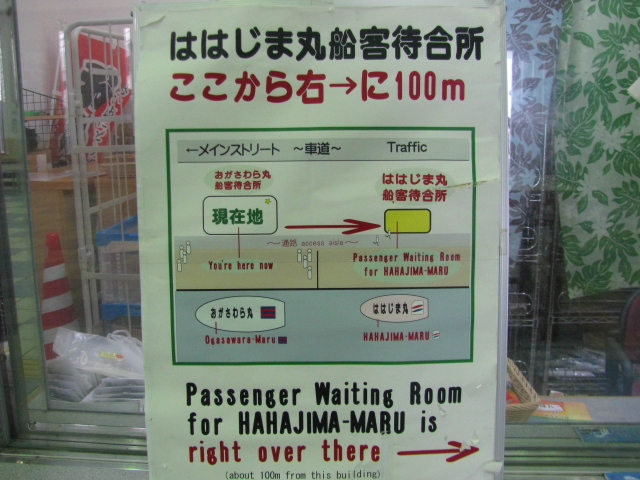 ははじま丸船客待合所
ここから右→に100m
←メインストリート ～車道～ Traffic
おがさわら丸
船客待合所
ははじま丸
船客待合所
現在地
～通路 access aisle～
You're here now
Passenger Waiting Room
for HAHAJIMA-MARU
おがさわら丸
Ogasawara-Maru
ははじま丸
HAHAJIMA-MARU
Passenger Waiting Room
for HAHAJIMA-MARU is
right over there
(about 100m from this building)